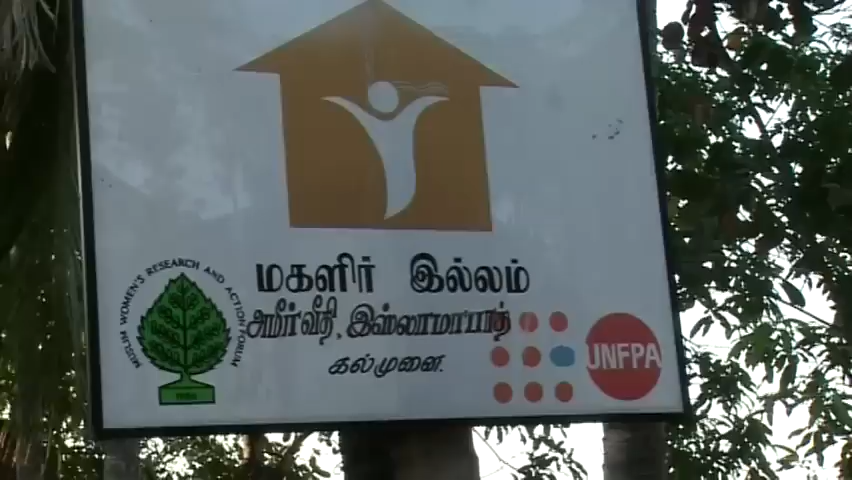 மகளிர் இல்லம்
அமீர்வீதி, இஸ்லாமாபாத்
கல்முனை.
MUSLIM WOMEN'S RESEARCH AND ACTION FORUM
UNFPA